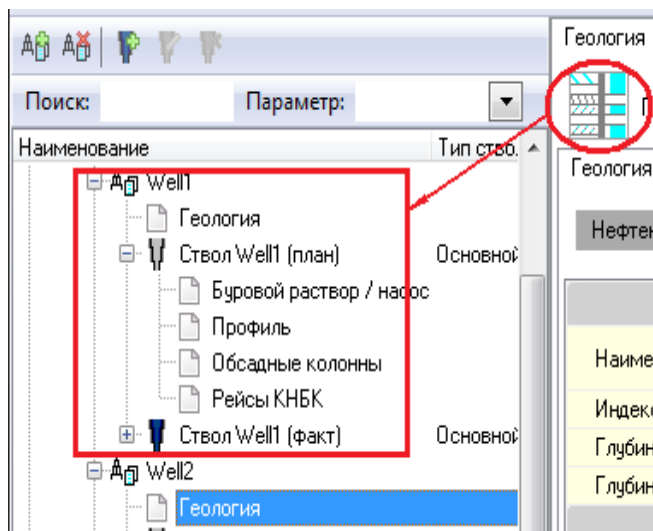 Геология
Поиск:
Параметр:
Наименование
Тип ство.
Well1
Геология
Геология
Ствол Well1 (план)
Основной
Нефтен
Буровой раствор / насос
Профиль
Обсадные колонны
Наиме
Рейсы КНБК
Индекс
Ствол Well1 (факт)
Основной
Глубин
Well2
Глубин
Геология